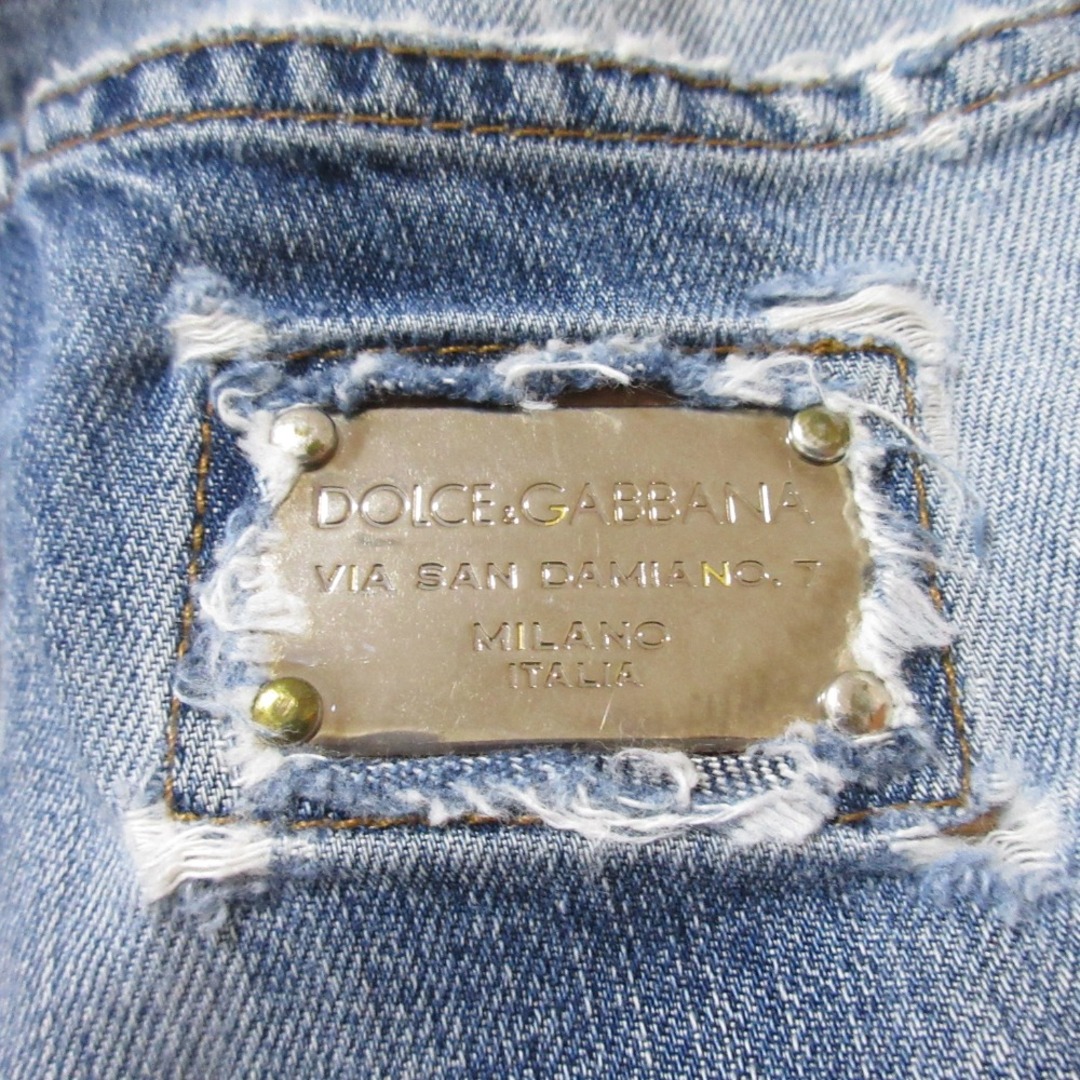 DOLCE&GABBANA
VIA SAN DAMIANO. 7
MILANO
ITALIA